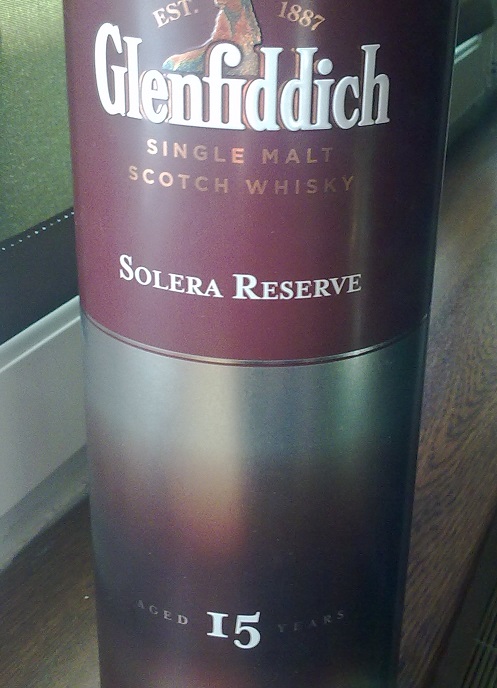 EST. 1887
Glenfiddich
SINGLE MALT
SCOTCH WHISKY
SOLERA RESERVE
AGED 15 YEARS